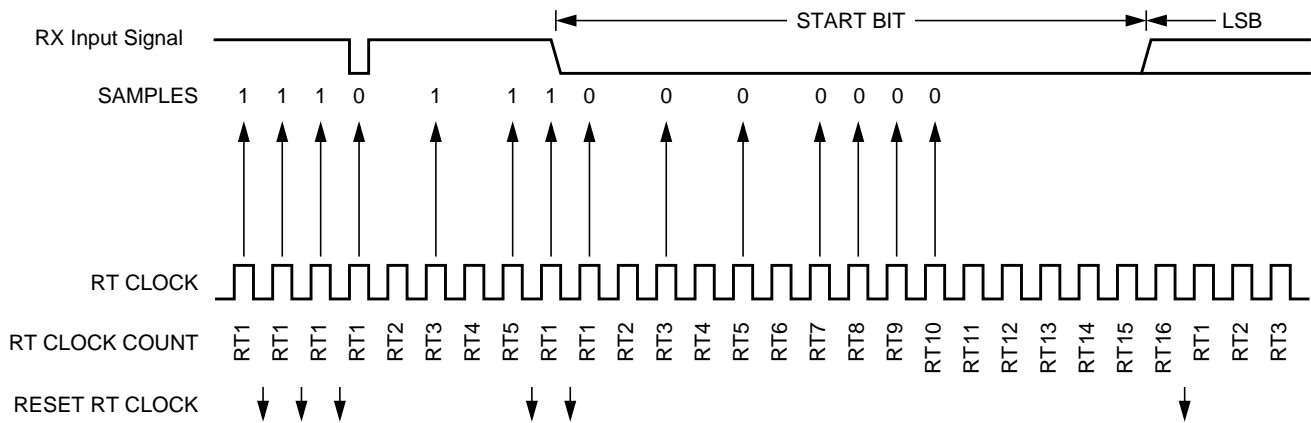 START BIT LSB
RX Input Signal
SAMPLES 1 1 1 0 1 1 1 0 0 0 0 0 0 0
RT CLOCK
RT CLOCK COUNT RT1 RT1 RT1 RT1 RT2 RT3 RT4 RT5 RT1 RT1 RT2 RT3 RT4 RT5 RT6 RT7 RT8 RT9 RT10 RT11 RT12 RT13 RT14 RT15 RT16 RT1 RT2 RT3
RESET RT CLOCK